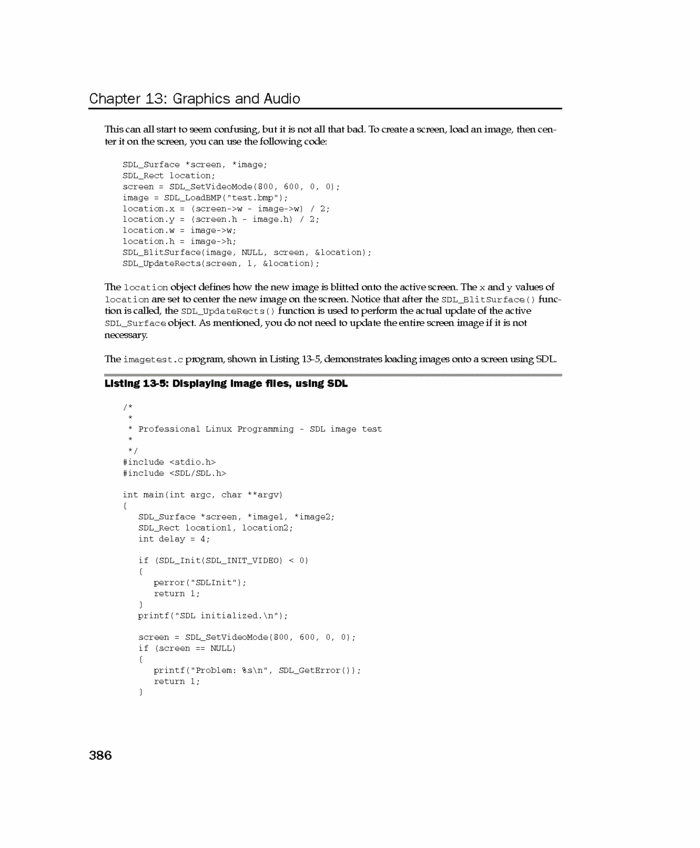 Chapter 13: Graphics and Audio
This can all start to seem confusing, but it is not all that bad. To create a screen, load an image, then cen-
ter it on the screen, you can use the following code:
SDL_Surface *screen, *image;
SDL_Rect location;
screen = SDL_SetVideoMode(800, 600, 0, 0);
image = SDL_LoadBMP("test.bmp");
location.x = (screen->w - image->w) / 2;
location.y = (screen.h - image.h) / 2;
location.w = image->w;
location.h = image->h;
SDL_BlitSurface(image, NULL, screen, &location);
SDL_UpdateRects(screen, 1, &location);
The location object defines how the new image is blitted onto the active screen. The x and y values of
location are set to center the new image on the screen. Notice that after the SDL_BlitSurface() func-
tion is called, the SDL_UpdateRects() function is used to perform the actual update of the active
SDL_Surface object. As mentioned, you do not need to update the entire screen image if it is not
necessary.
The imagetest.c program, shown in Listing 13-5, demonstrates loading images onto a screen using SDL.
Listing 13-5: Displaying image files, using SDL
/*
*
* Professional Linux Programming - SDL image test
*
*/
#include <stdio.h>
#include <SDL/SDL.h>
int main(int argc, char **argv)
{
SDL_Surface *screen, *image1, *image2;
SDL_Rect location1, location2;
int delay = 4;
if (SDL_Init(SDL_INIT_VIDEO) < 0)
{
perror("SDLInit");
return 1;
}
printf("SDL initialized.\n");
screen = SDL_SetVideoMode(800, 600, 0, 0);
if (screen == NULL)
{
printf("Problem: %s\n", SDL_GetError());
return 1;
}
386